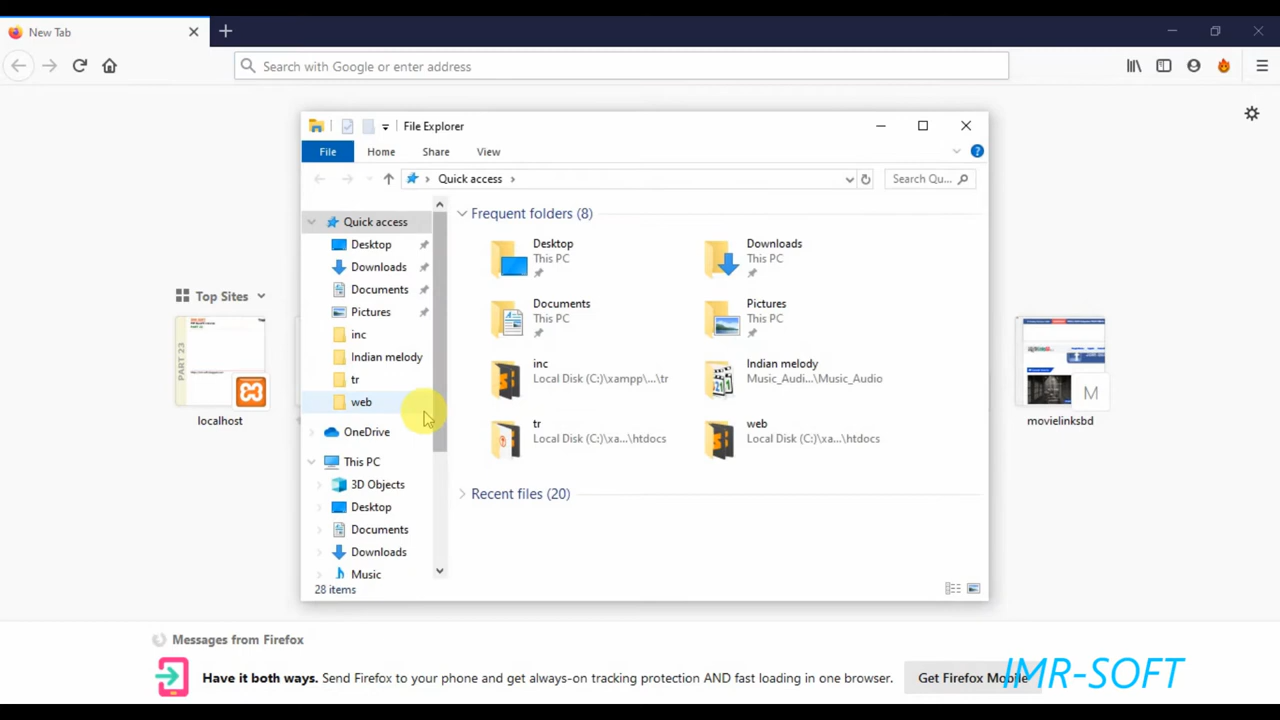 New Tab
Search with Google or enter address
File Explorer
File
Home
Share
View
Quick access
Search Qu...
Quick access
Desktop
Downloads
Documents
Pictures
inc
Indian melody
tr
web
OneDrive
This PC
3D Objects
Desktop
Documents
Downloads
Music
Frequent folders (8)
Desktop
This PC
Downloads
This PC
Documents
This PC
Pictures
This PC
inc
Local Disk (C:)\xampp\...\tr
Indian melody
Music_Audi...\Music_Audio
tr
Local Disk (C:)\xa...\htdocs
web
Local Disk (C:)\xa...\htdocs
Recent files (20)
28 items
Top Sites
PART 23
localhost
M
movielinksbd
Messages from Firefox
Have it both ways. Send Firefox to your phone and get always-on tracking protection AND fast loading in one browser.
Get Firefox Mobile
IMR-SOFT